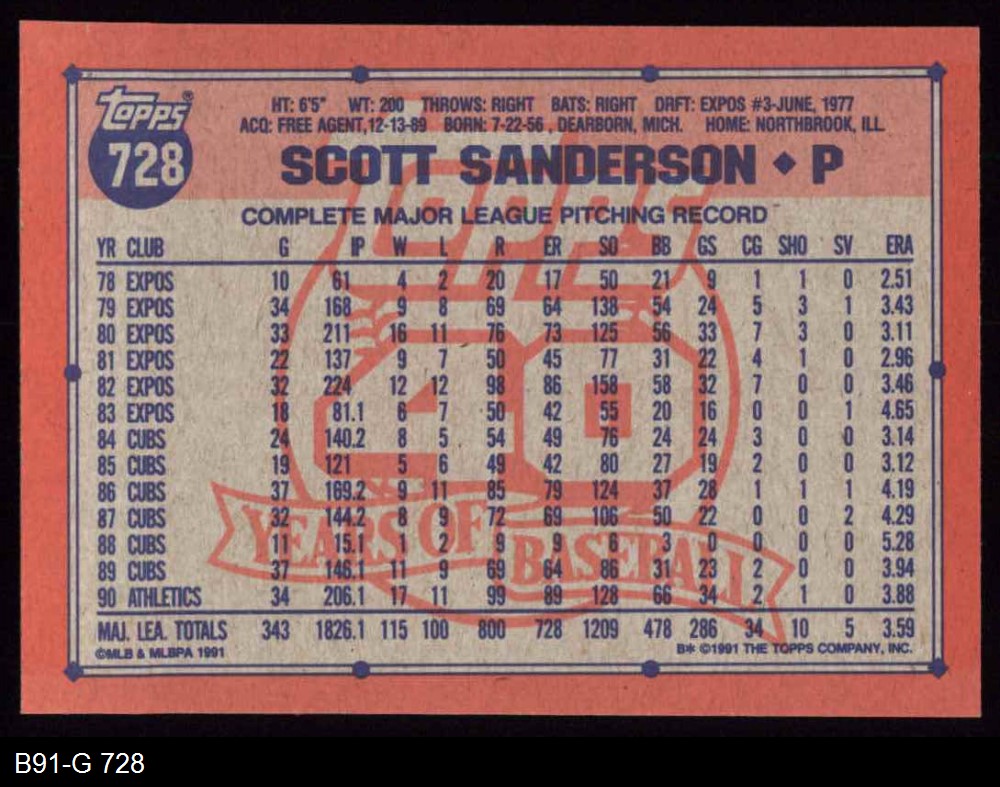 Topps®
728
HT: 6'5" WT: 200 THROWS: RIGHT BATS: RIGHT DRFT: EXPOS #3-JUNE, 1977
ACQ: FREE AGENT,12-13-89 BORN: 7-22-56 , DEARBORN, MICH. HOME: NORTHBROOK, ILL.
SCOTT SANDERSON ◆ P
COMPLETE MAJOR LEAGUE PITCHING RECORD
YR CLUB G IP W L R ER SO BB GS CG SHO SV ERA
78 EXPOS 10 61 4 2 20 17 50 21 9 1 1 0 2.51
79 EXPOS 34 168 9 8 69 64 138 54 24 5 3 1 3.43
80 EXPOS 33 211 16 11 76 73 125 56 33 7 3 0 3.11
81 EXPOS 22 137 9 7 50 45 77 31 22 4 1 0 2.96
82 EXPOS 32 224 12 12 98 86 158 58 32 7 0 0 3.46
83 EXPOS 18 81.1 6 7 50 42 55 20 16 0 0 1 4.65
84 CUBS 24 140.2 8 5 54 49 76 24 24 3 0 0 3.14
85 CUBS 19 121 5 6 49 42 80 27 19 2 0 0 3.12
86 CUBS 37 169.2 9 11 85 79 124 37 28 1 1 1 4.19
87 CUBS 32 144.2 8 9 72 69 106 50 22 0 0 2 4.29
88 CUBS 11 15.1 1 2 9 9 6 3 0 0 0 0 5.28
89 CUBS 37 146.1 11 9 69 64 86 31 23 2 0 0 3.94
90 ATHLETICS 34 206.1 17 11 99 89 128 66 34 2 1 0 3.88
MAJ. LEA. TOTALS 343 1826.1 115 100 800 728 1209 478 286 34 10 5 3.59
©MLB & MLBPA 1991 B* ©1991 THE TOPPS COMPANY, INC.
Topps
40
YEARS OF BASEBALL
B91-G 728